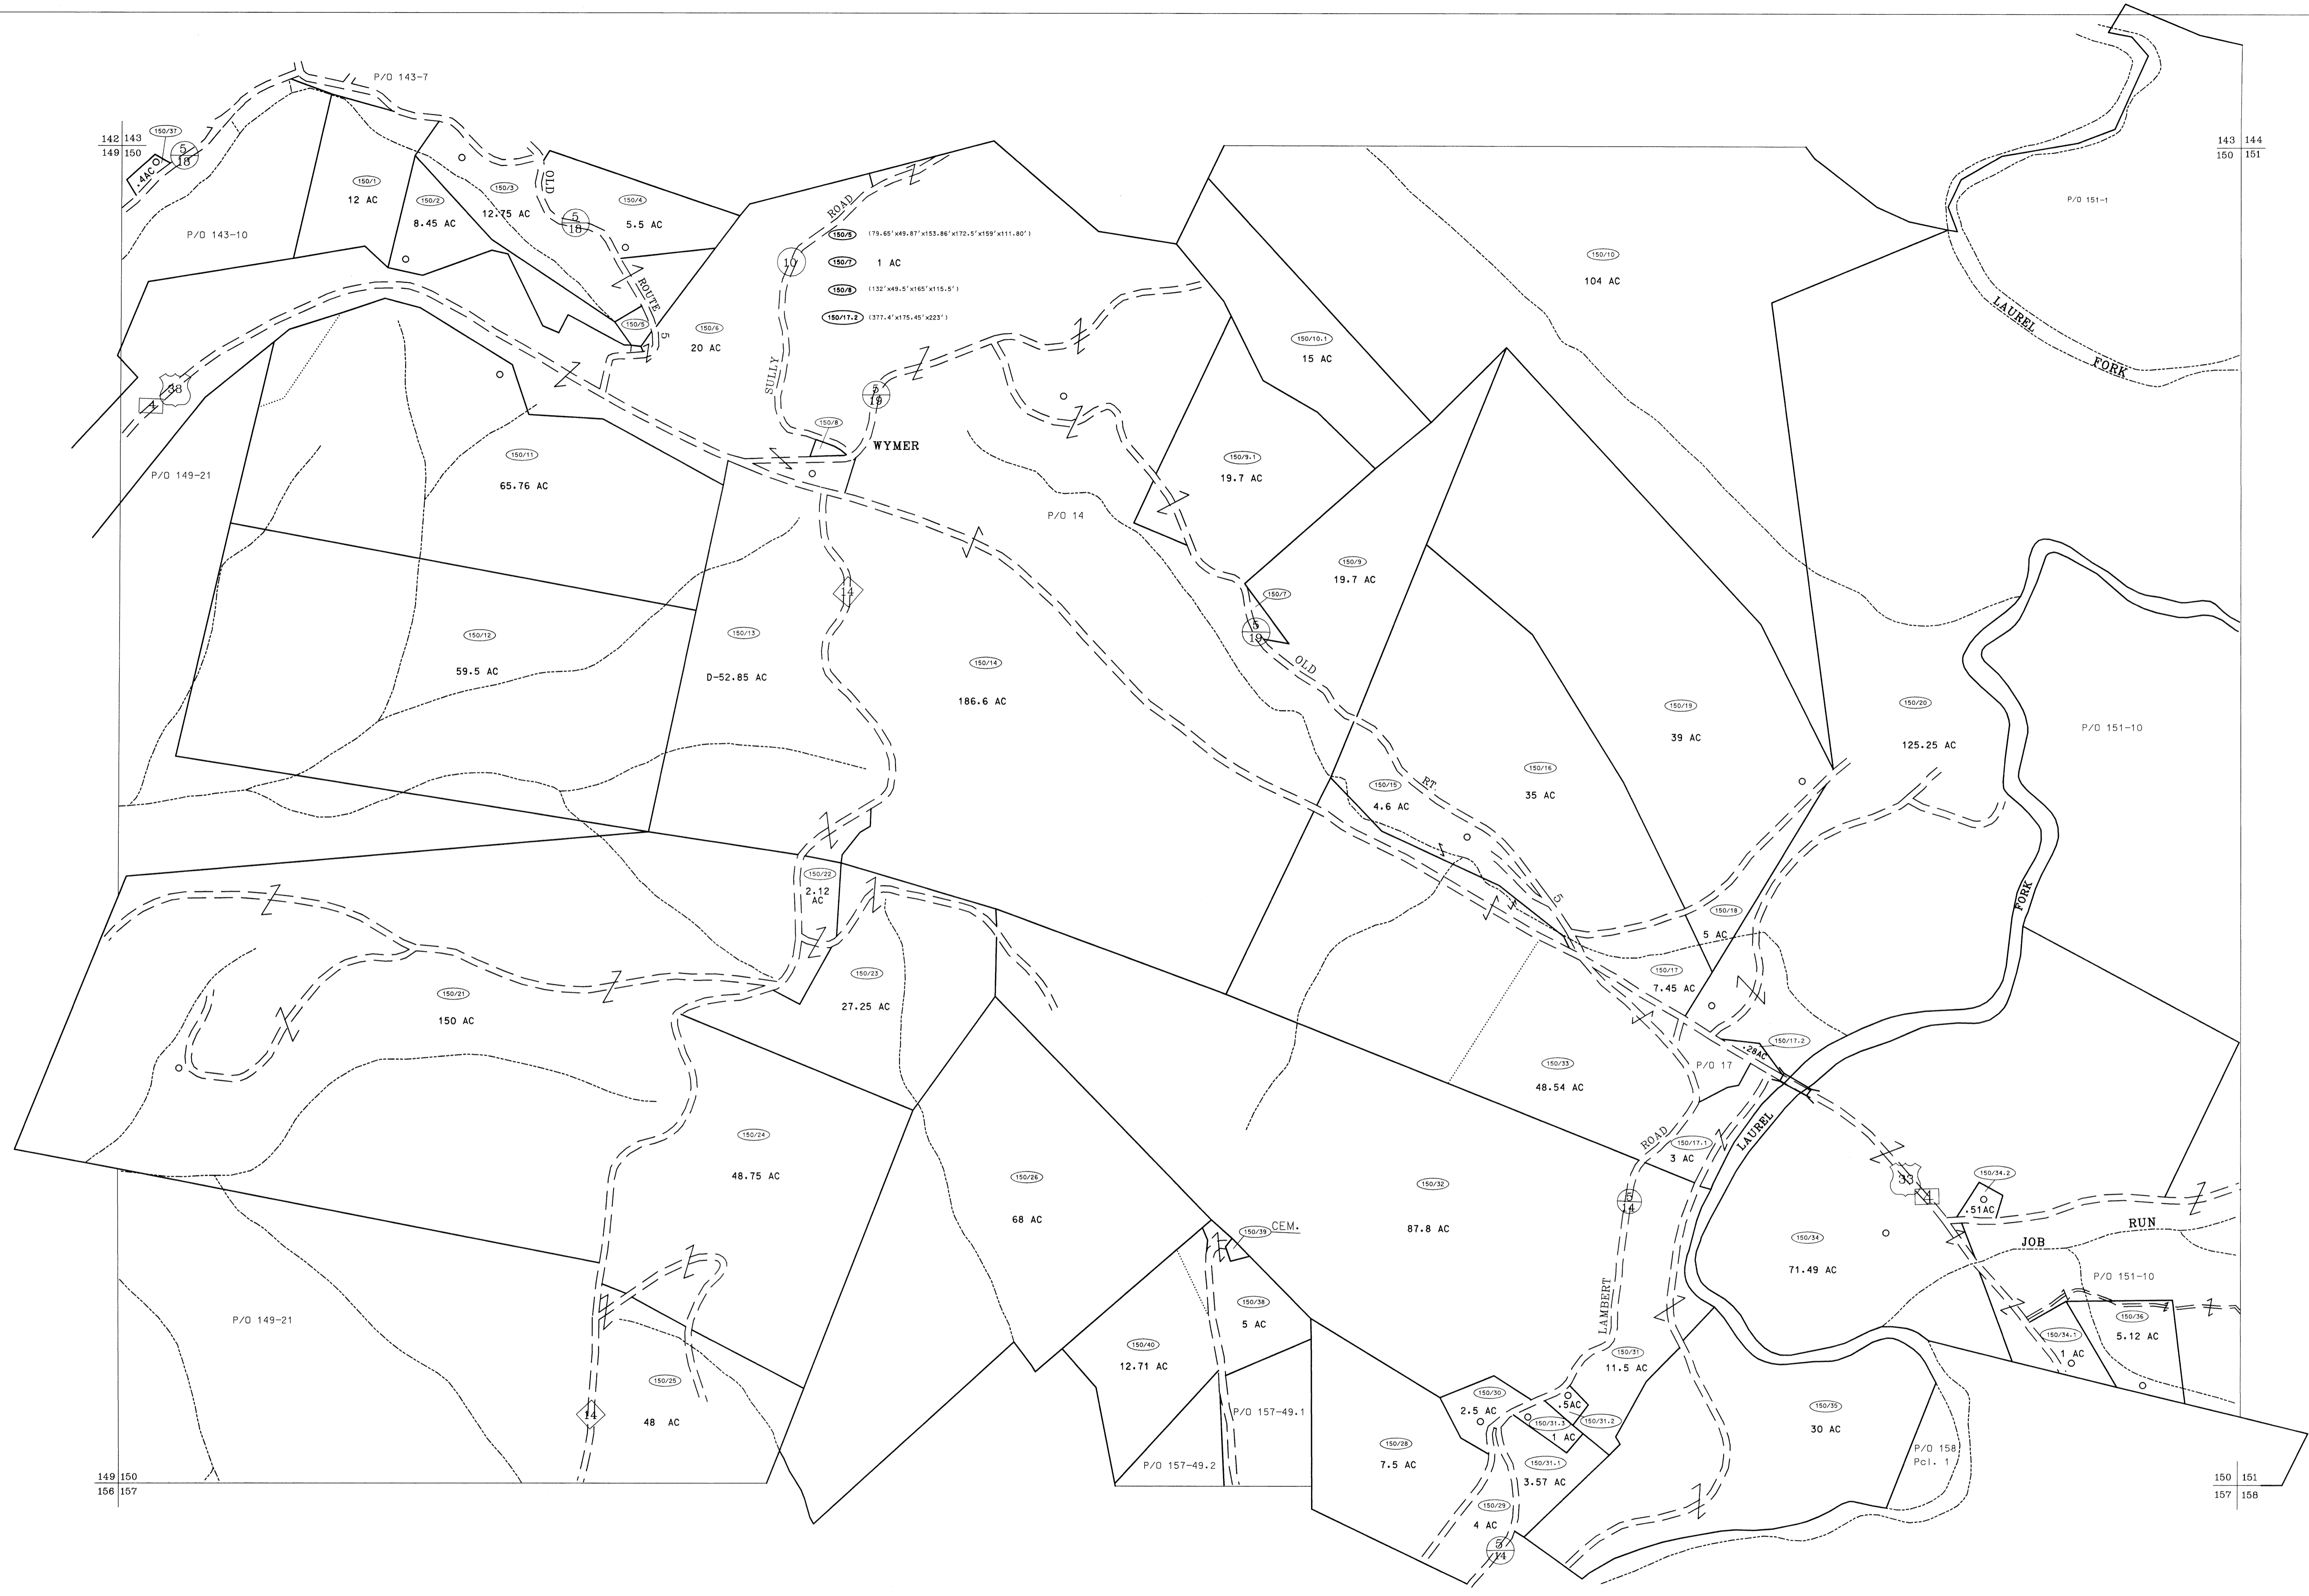 P/O 143-7
142 143
149 150
150/37
5
18
.4AC
P/O 143-10
150/1
12 AC
150/2
8.45 AC
150/3
12.75 AC
OLD
5
18
150/4
5.5 AC
ROUTE
5
150/5
150/6
20 AC
ROAD
SULLY
10
150/5 (79.65'x49.87'x153.86'x172.5'x159'x111.80')
150/7 1 AC
150/8 (132'x49.5'x165'x115.5')
150/17.2 (377.4'x175.45'x223')
5
19
150/8
WYMER
150/10
104 AC
150/10.1
15 AC
150/9.1
19.7 AC
143 144
150 151
P/O 151-1
LAUREL
FORK
33
4
P/O 149-21
150/11
65.76 AC
P/O 14
150/9
19.7 AC
150/7
5
19
OLD
14
150/12
59.5 AC
150/13
D-52.85 AC
150/14
186.6 AC
150/19
39 AC
150/20
125.25 AC
P/O 151-10
150/15
4.6 AC
RT.
150/16
35 AC
5
FORK
150/22
2.12
AC
150/18
5 AC
150/17
7.45 AC
150/21
150 AC
150/23
27.25 AC
150/33
48.54 AC
P/O 17
.28AC
150/17.2
150/24
48.75 AC
ROAD
LAUREL
150/17.1
3 AC
150/26
68 AC
150/32
87.8 AC
5
14
33
4
150/34.2
.51AC
RUN
JOB
150/39
CEM.
150/34
71.49 AC
P/O 151-10
P/O 149-21
150/38
5 AC
LAMBERT
150/40
12.71 AC
150/31
11.5 AC
150/34.1
1 AC
150/36
5.12 AC
150/25
48 AC
14
P/O 157-49.1
150/30
2.5 AC
.5AC
150/31.2
150/31.3
1 AC
150/35
30 AC
P/O 158
Pcl. 1
150/28
7.5 AC
P/O 157-49.2
150/31.1
3.57 AC
150/29
4 AC
5
14
149 150
156 157
150 151
157 158